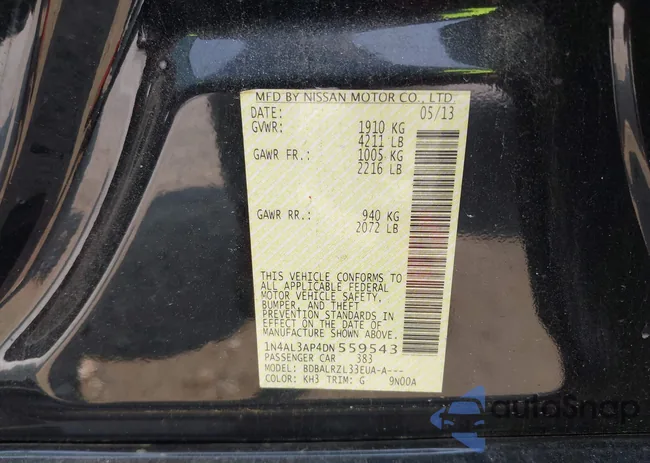 MFD BY NISSAN MOTOR CO., LTD.
DATE: 05/13
GVWR: 1910 KG
4211 LB
GAWR FR.: 1005 KG
2216 LB
GAWR RR.: 940 KG
2072 LB
THIS VEHICLE CONFORMS TO
ALL APPLICABLE FEDERAL
MOTOR VEHICLE SAFETY,
BUMPER, AND THEFT
PREVENTION STANDARDS IN
EFFECT ON THE DATE OF
MANUFACTURE SHOWN ABOVE.
1N4AL3AP4DN 559543
PASSENGER CAR 383
MODEL: BDBALRZL33EUA-A---
COLOR: KH3 TRIM: G 9N00A
autoSnap